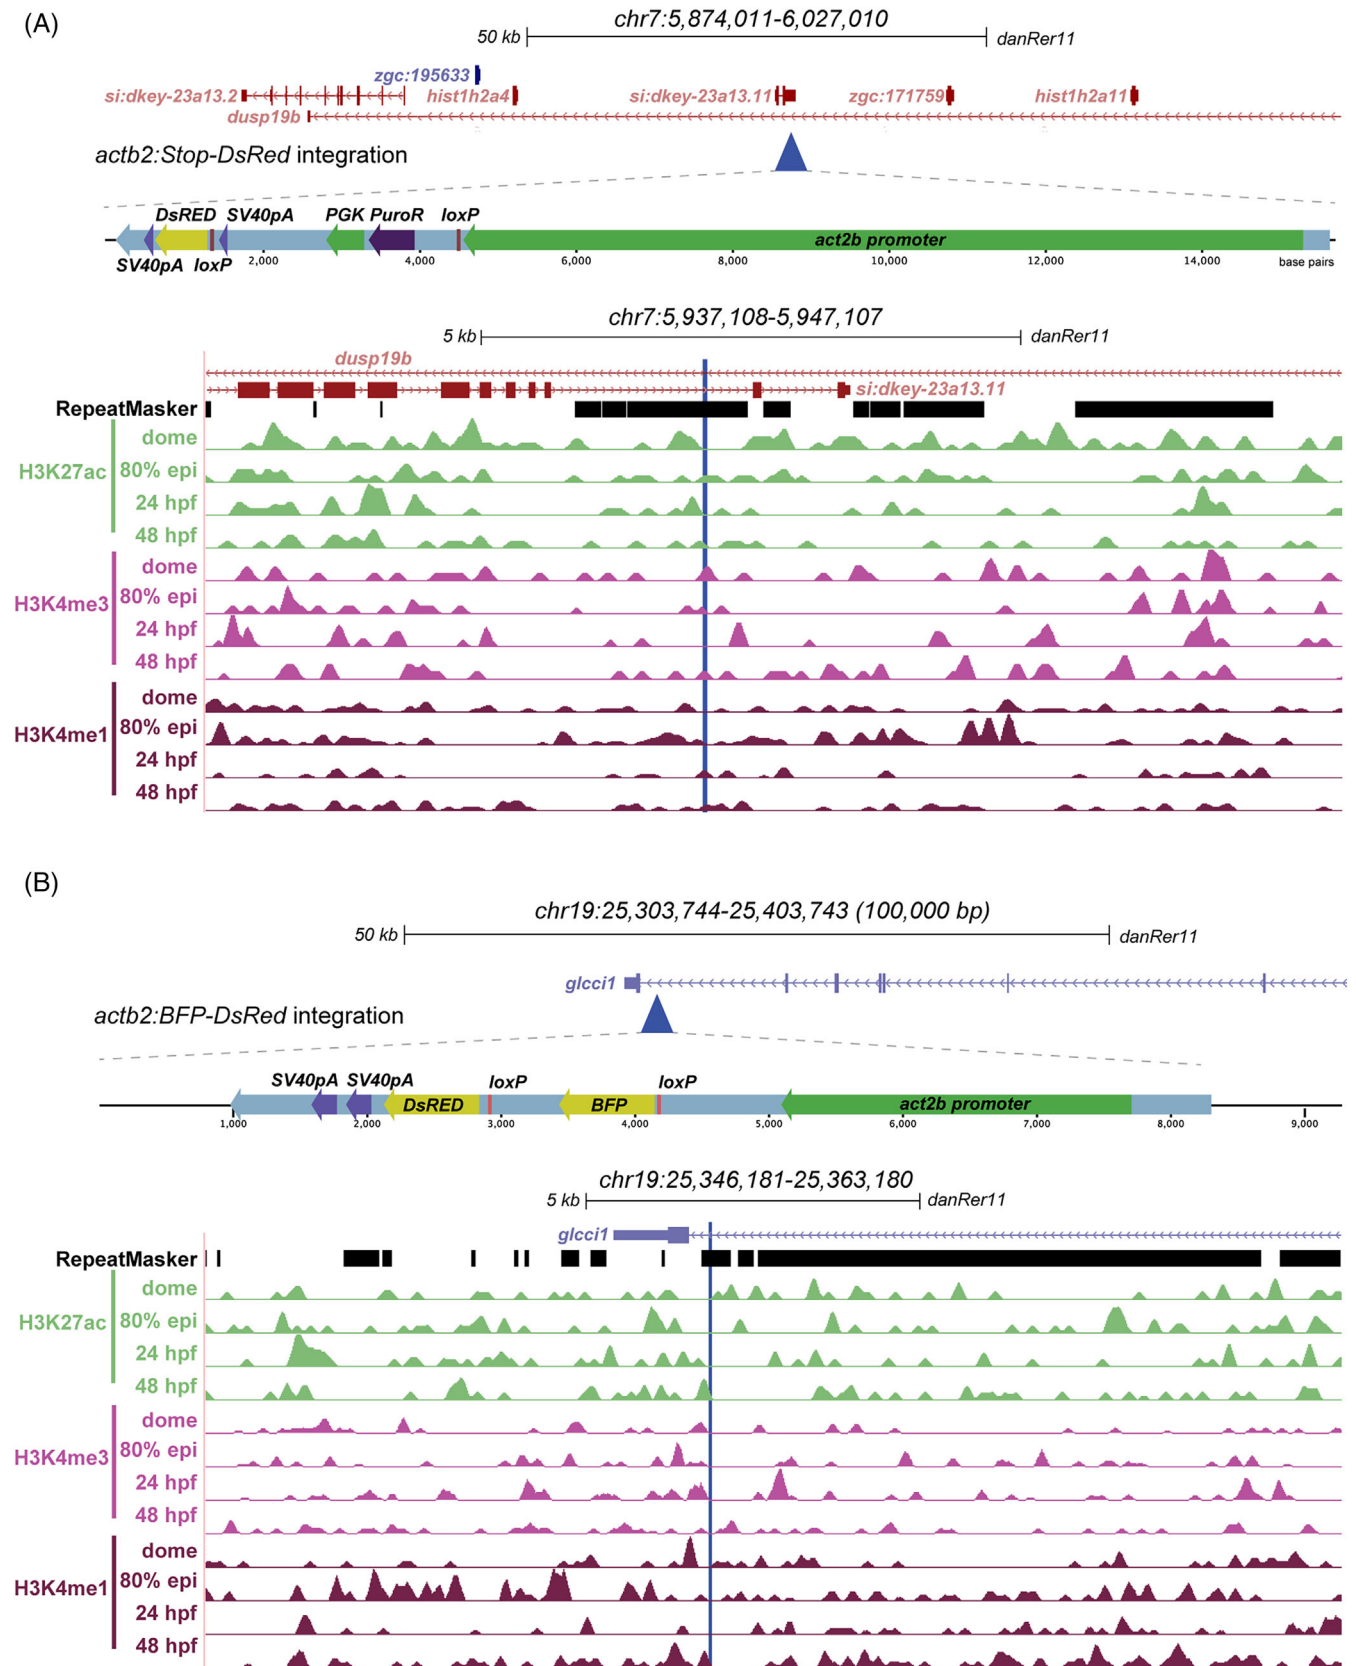 (A)
chr7:5,874,011-6,027,010
50 kb danRer11
zgc:195633
si:dkey-23a13.2 hist1h2a4 si:dkey-23a13.11 zgc:171759 hist1h2a11
dusp19b
actb2:Stop-DsRed integration
DsRED SV40pA PGK PuroR loxP
act2b promoter
SV40pA loxP 2,000 4,000 6,000 8,000 10,000 12,000 14,000 base pairs
chr7:5,937,108-5,947,107
5 kb danRer11
dusp19b
si:dkey-23a13.11
RepeatMasker
dome
H3K27ac 80% epi
24 hpf
48 hpf
dome
H3K4me3 80% epi
24 hpf
48 hpf
dome
H3K4me1 80% epi
24 hpf
48 hpf
(B)
chr19:25,303,744-25,403,743 (100,000 bp)
50 kb danRer11
glcci1
actb2:BFP-DsRed integration
SV40pA SV40pA loxP loxP
DsRED BFP act2b promoter
1,000 2,000 3,000 4,000 5,000 6,000 7,000 8,000 9,000
chr19:25,346,181-25,363,180
5 kb danRer11
glcci1
RepeatMasker
dome
H3K27ac 80% epi
24 hpf
48 hpf
dome
H3K4me3 80% epi
24 hpf
48 hpf
dome
H3K4me1 80% epi
24 hpf
48 hpf